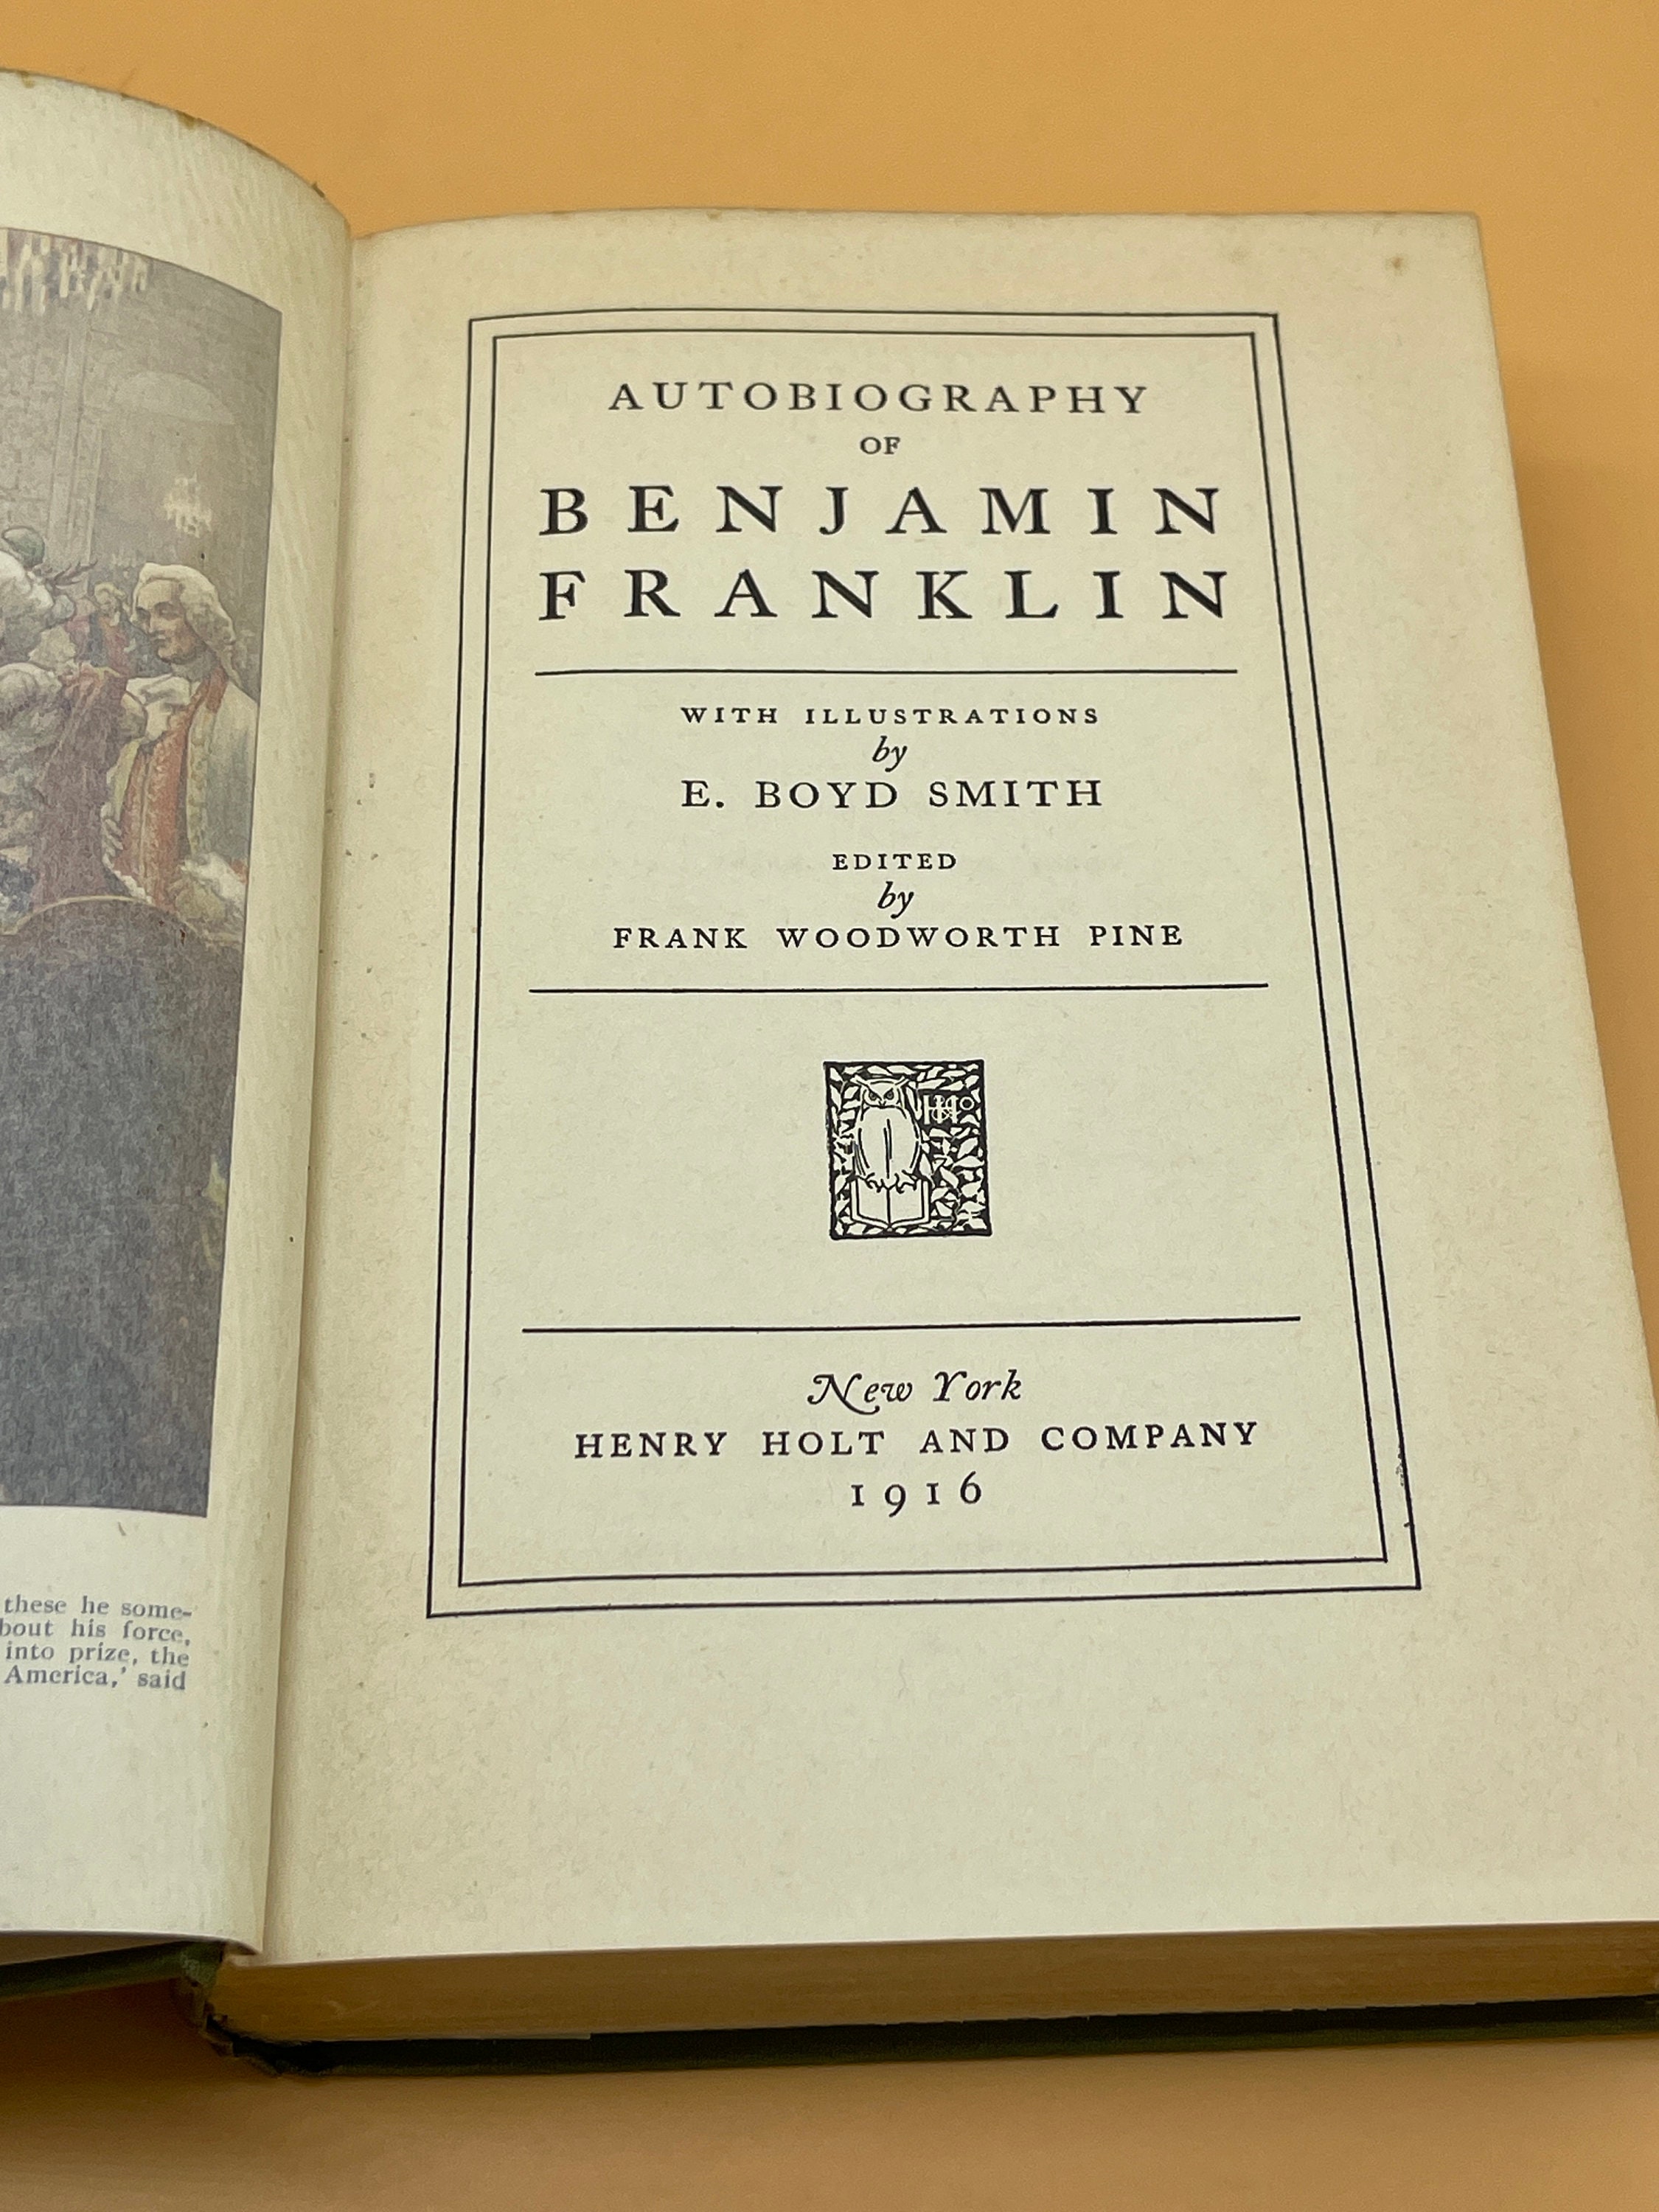 these he some-
bout his force,
into prize, the
America,' said
AUTOBIOGRAPHY
OF
BENJAMIN
FRANKLIN
WITH ILLUSTRATIONS
by
E. BOYD SMITH
EDITED
by
FRANK WOODWORTH PINE
New York
HENRY HOLT AND COMPANY
1916